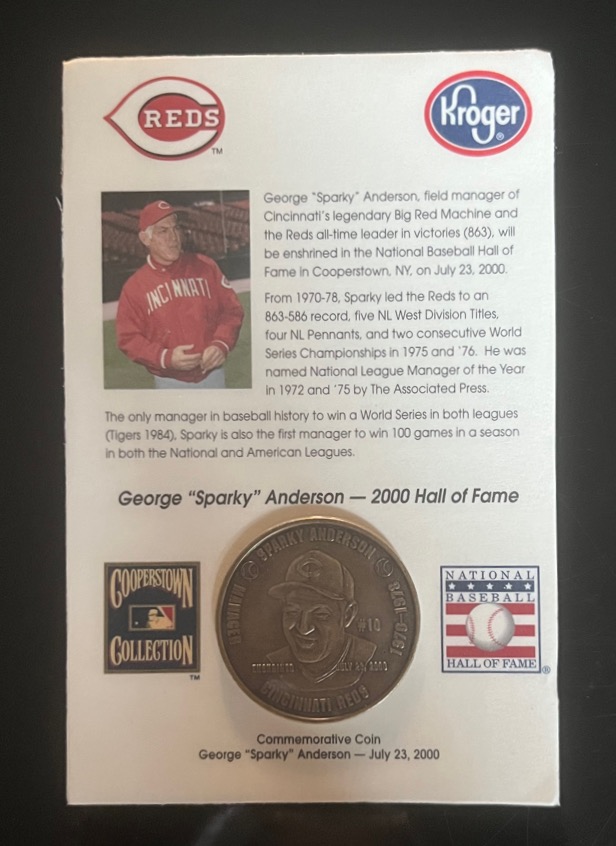 REDS
TM
Kroger
®
CINCINNATI
George "Sparky" Anderson, field manager of
Cincinnati's legendary Big Red Machine and
the Reds all-time leader in victories (863), will
be enshrined in the National Baseball Hall of
Fame in Cooperstown, NY, on July 23, 2000.
From 1970-78, Sparky led the Reds to an
863-586 record, five NL West Division Titles,
four NL Pennants, and two consecutive World
Series Championships in 1975 and '76. He was
named National League Manager of the Year
in 1972 and '75 by The Associated Press.
The only manager in baseball history to win a World Series in both leagues
(Tigers 1984), Sparky is also the first manager to win 100 games in a season
in both the National and American Leagues.
George "Sparky" Anderson — 2000 Hall of Fame
COOPERSTOWN
COLLECTION
TM
SPARKY ANDERSON
MANAGER
1970-1978
#10
JULY 23, 2000
CINCINNATI REDS
NATIONAL
BASEBALL
HALL OF FAME
®
Commemorative Coin
George "Sparky" Anderson — July 23, 2000